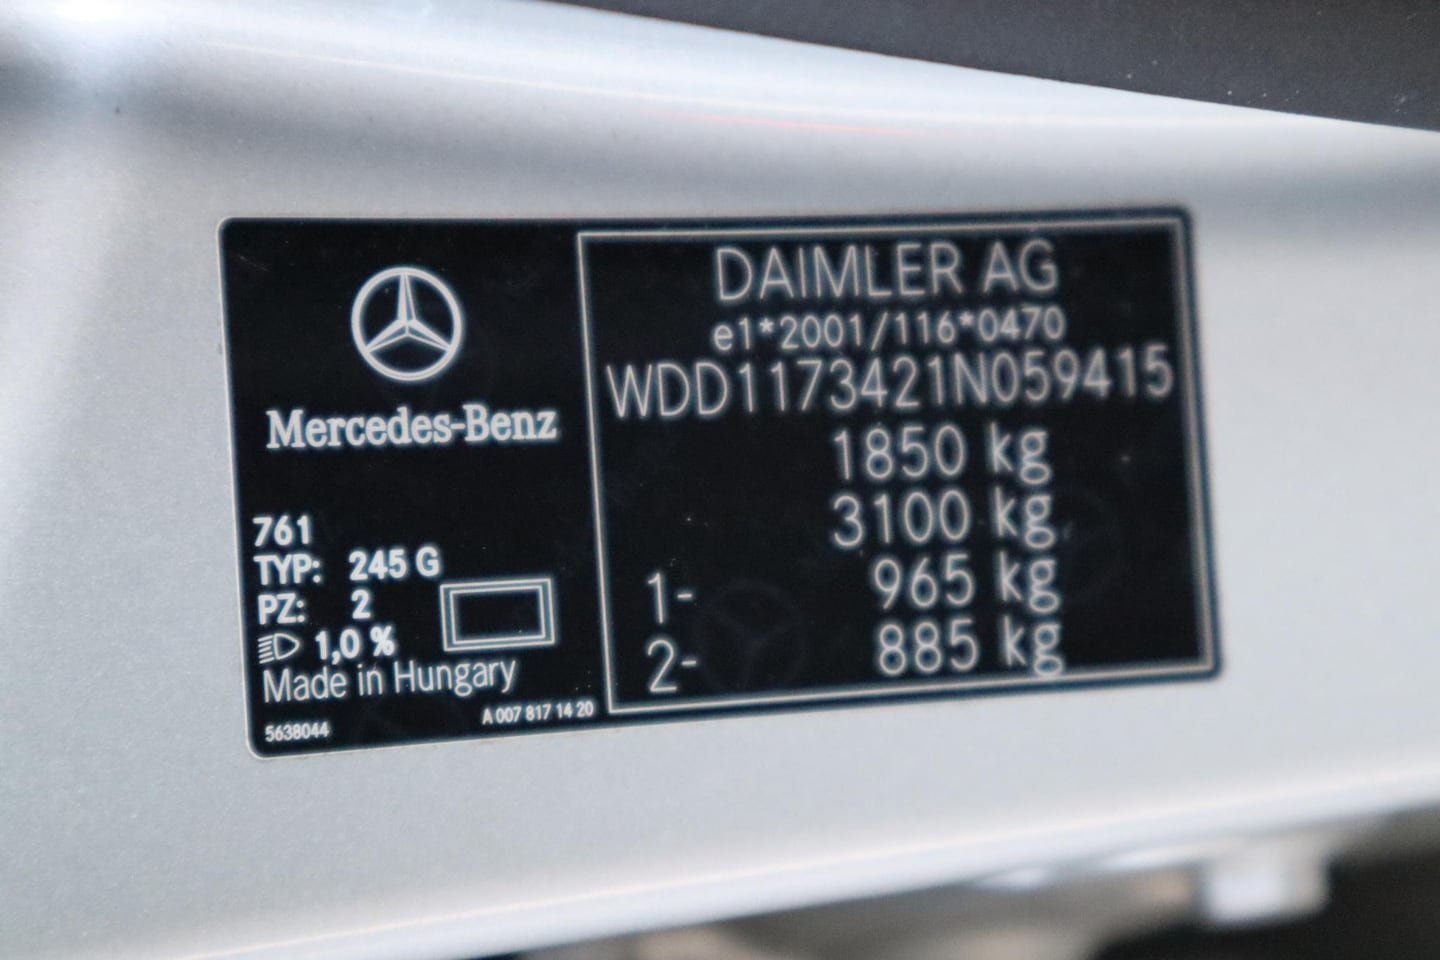 Mercedes-Benz
761
TYP: 245 G
PZ: 2
1,0 %
Made in Hungary
5638044
A 007 817 14 20
DAIMLER AG
e1*2001/116*0470
WDD1173421N059415
1850 kg
3100 kg
1- 965 kg
2- 885 kg